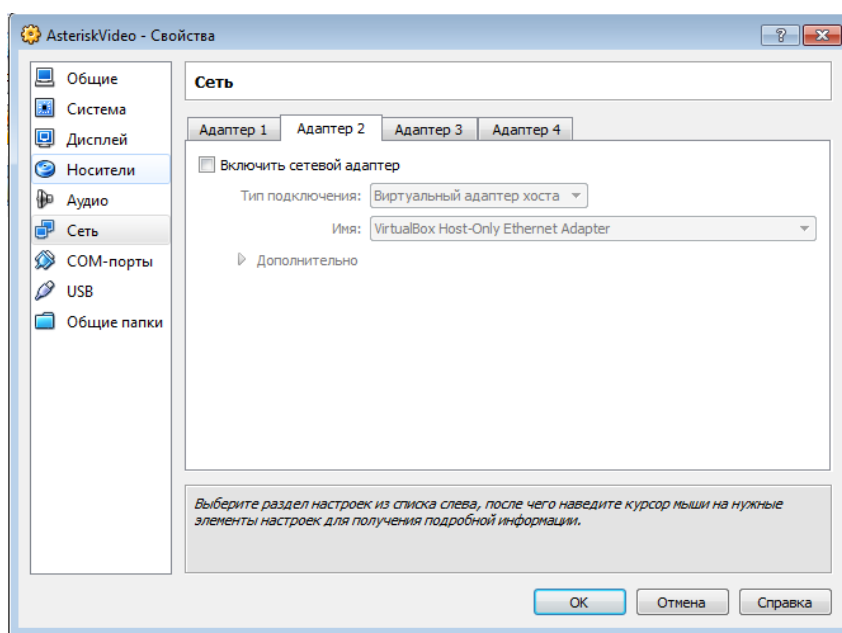 AsteriskVideo - Свойства
Общие
Система
Дисплей
Носители
Аудио
Сеть
COM-порты
USB
Общие папки
Сеть
Адаптер 1 Адаптер 2 Адаптер 3 Адаптер 4
Включить сетевой адаптер
Тип подключения: Виртуальный адаптер хоста
Имя: VirtualBox Host-Only Ethernet Adapter
Дополнительно
Выберите раздел настроек из списка слева, после чего наведите курсор мыши на нужные
элементы настроек для получения подробной информации.
OK Отмена Справка